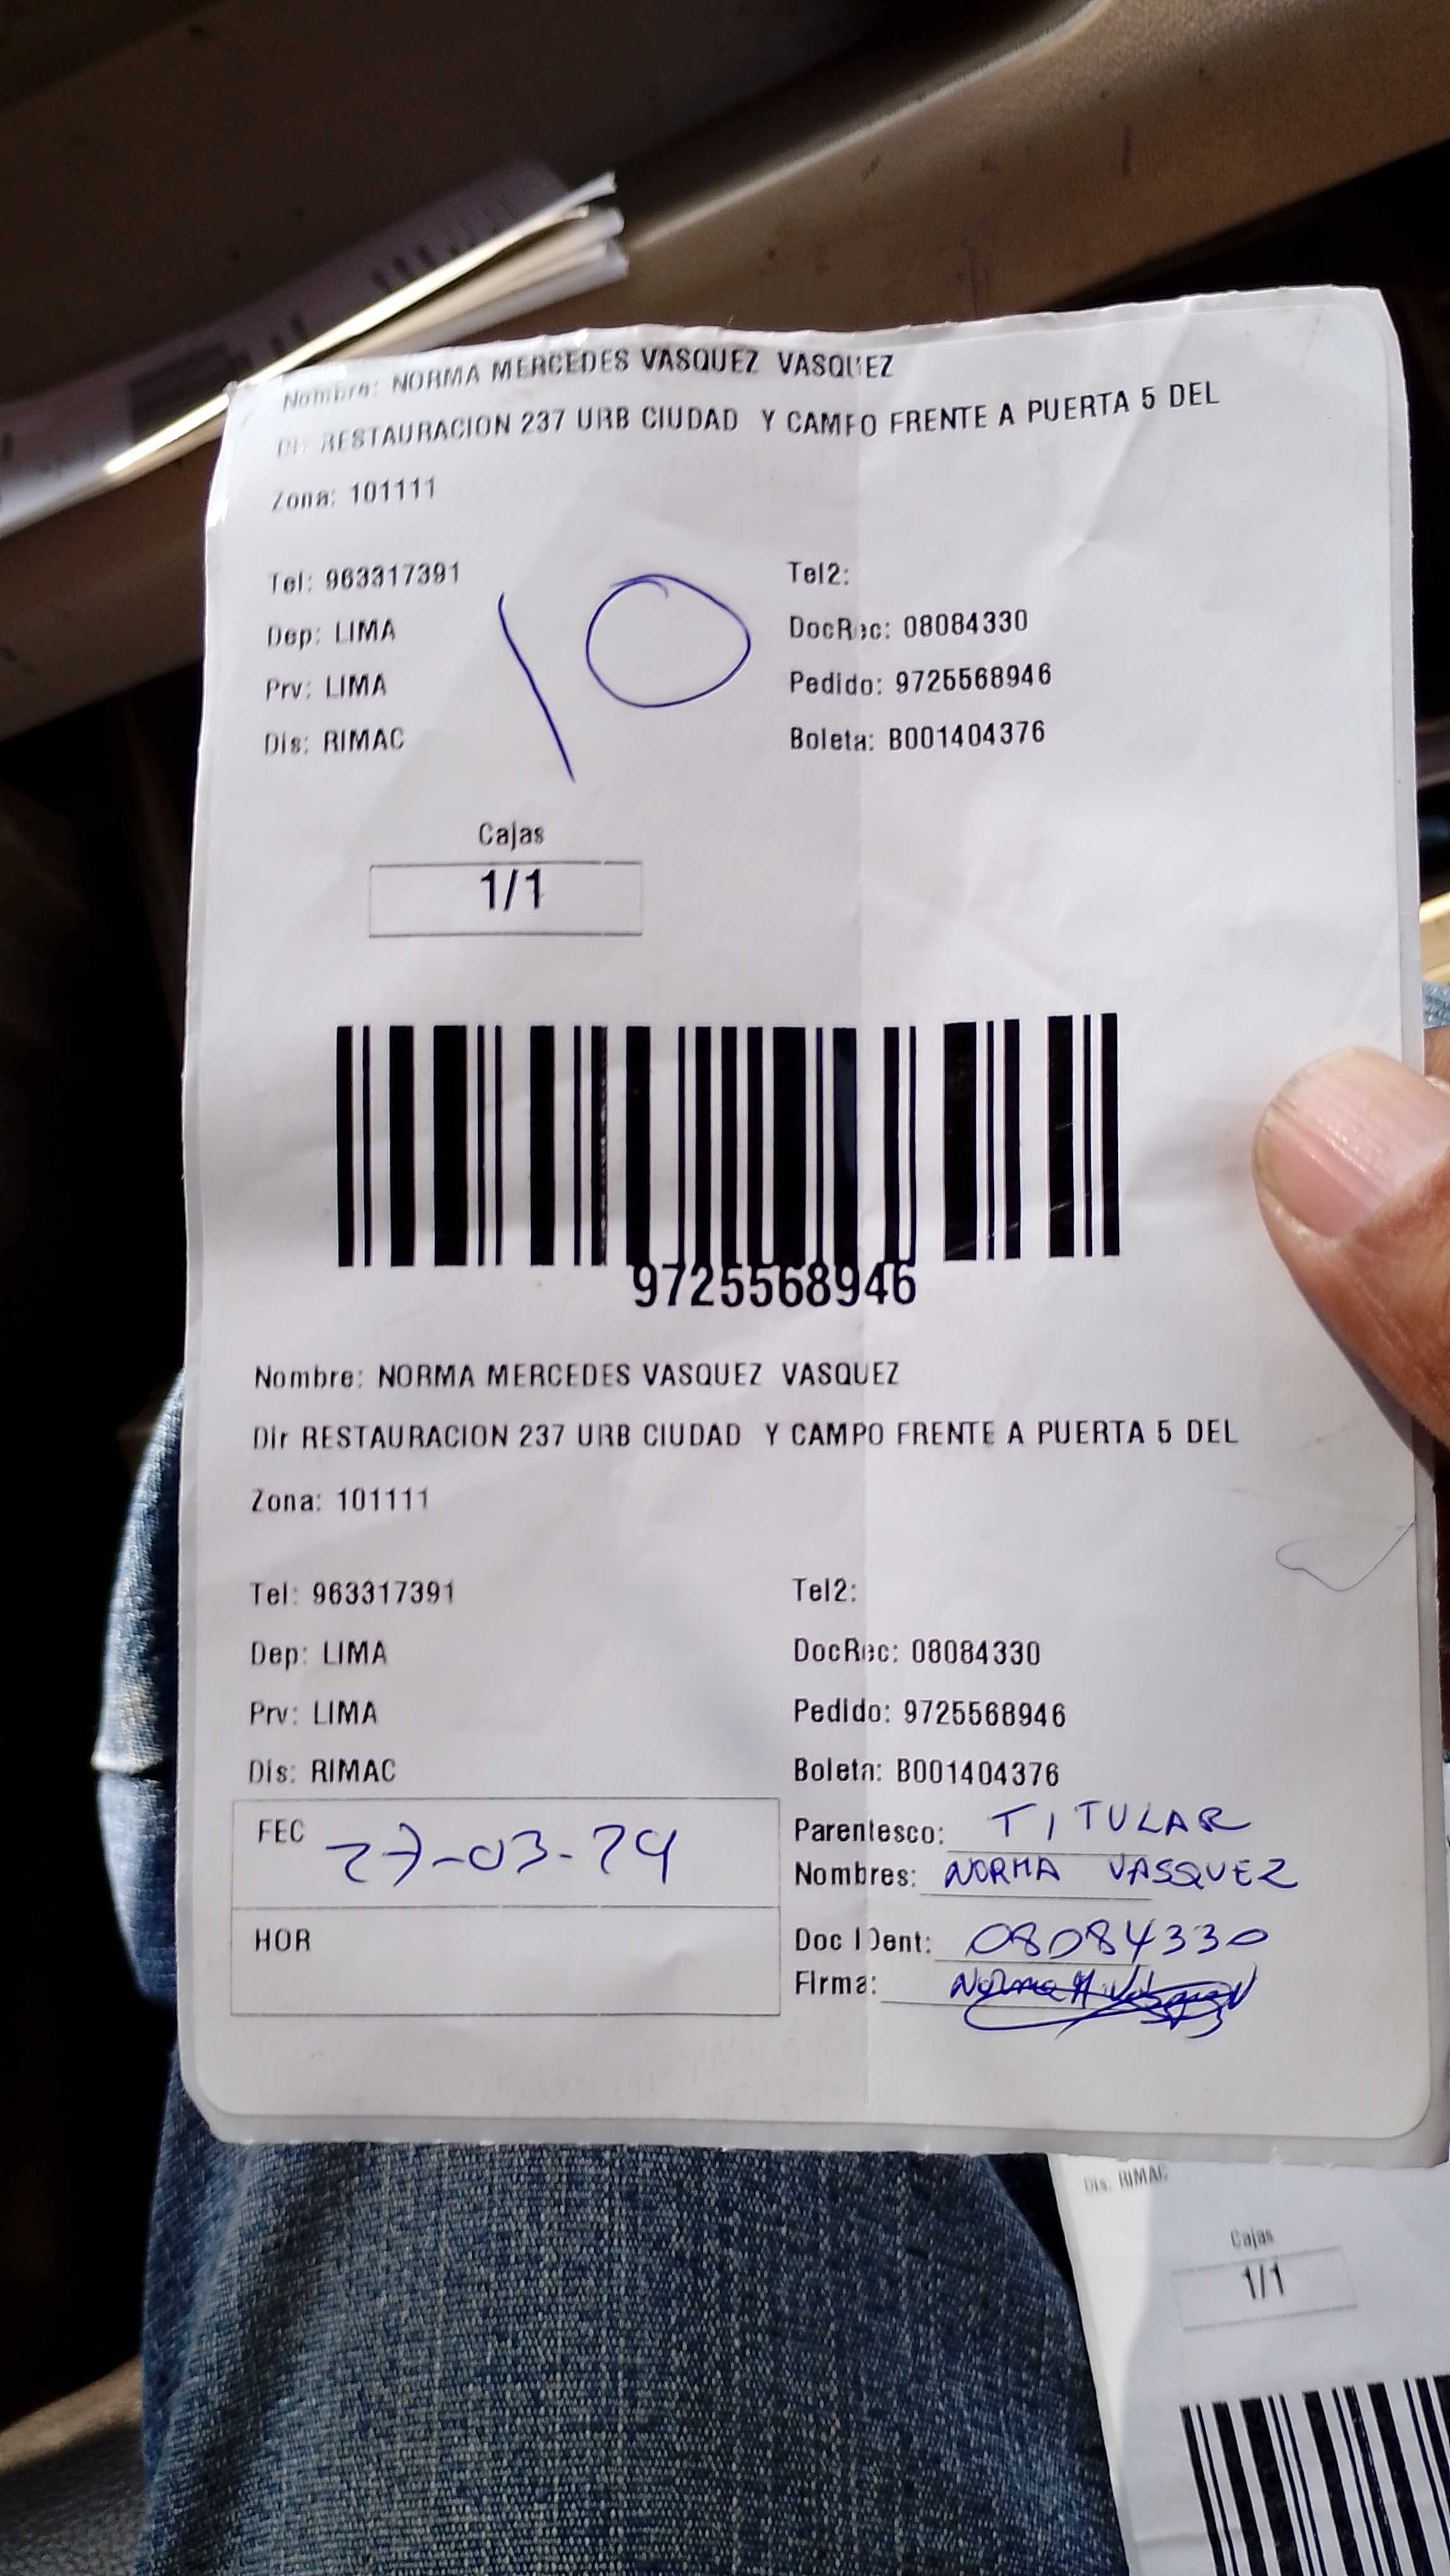 Nombre: NORMA MERCEDES VASQUEZ VASQUEZ
Dir RESTAURACION 237 URB CIUDAD Y CAMPO FRENTE A PUERTA 5 DEL
Zona: 101111
Tel: 963317391
Tel2:
Dep: LIMA
DocRec: 08084330
Prv: LIMA
Pedido: 9725568946
Dis: RIMAC
Boleta: B001404376
10
Cajas
1/1
9725568946
Nombre: NORMA MERCEDES VASQUEZ VASQUEZ
Dir RESTAURACION 237 URB CIUDAD Y CAMPO FRENTE A PUERTA 5 DEL
Zona: 101111
Tel: 963317391
Tel2:
Dep: LIMA
DocRec: 08084330
Prv: LIMA
Pedido: 9725568946
Dis: RIMAC
Boleta: B001404376
FEC 27-03-24
Parentesco: TITULAR
Nombres: NORMA VASQUEZ
HOR
Doc IDent: 08084330
Firma: Norma M Vasquez V
Dis. RIMAC
Cajas
1/1